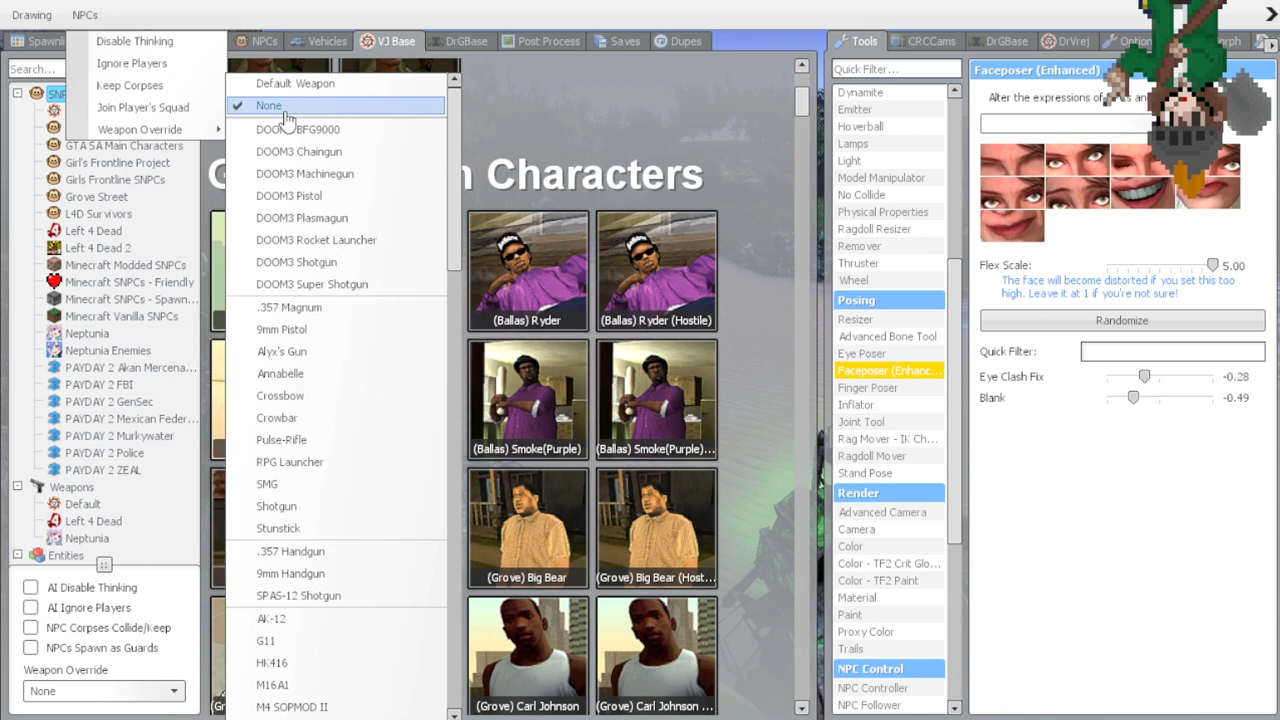 Drawing
NPCs
Spawnli
NPCs
Vehicles
VJ Base
DrGBase
Post Process
Saves
Dupes
Tools
CRCCams
DrGBase
DrVrej
Option
orph
Search...
Disable Thinking
Ignore Players
Keep Corpses
Join Player's Squad
Weapon Override
Default Weapon
None
DOOM BFG9000
DOOM3 Chaingun
DOOM3 Machinegun
DOOM3 Pistol
DOOM3 Plasmagun
DOOM3 Rocket Launcher
DOOM3 Shotgun
DOOM3 Super Shotgun
.357 Magnum
9mm Pistol
Alyx's Gun
Annabelle
Crossbow
Crowbar
Pulse-Rifle
RPG Launcher
SMG
Shotgun
Stunstick
.357 Handgun
9mm Handgun
SPAS-12 Shotgun
AK-12
G11
HK416
M16A1
M4 SOPMOD II
SNP
GTA SA Main Characters
Girl's Frontline Project
Girls Frontline SNPCs
Grove Street
L4D Survivors
Left 4 Dead
Left 4 Dead 2
Minecraft Modded SNPCs
Minecraft SNPCs - Friendly
Minecraft SNPCs - Spawn...
Minecraft Vanilla SNPCs
Neptunia
Neptunia Enemies
PAYDAY 2 Akan Mercena...
PAYDAY 2 FBI
PAYDAY 2 GenSec
PAYDAY 2 Mexican Feder...
PAYDAY 2 Murkywater
PAYDAY 2 Police
PAYDAY 2 ZEAL
Weapons
Default
Left 4 Dead
Neptunia
Entities
AI Disable Thinking
AI Ignore Players
NPC Corpses Collide/Keep
NPCs Spawn as Guards
Weapon Override
None
G n Characters
(Ballas) Ryder
(Ballas) Ryder (Hostile)
(Ballas) Smoke(Purple)
(Ballas) Smoke(Purple)...
(Grove) Big Bear
(Grove) Big Bear (Host...
(Grove) Carl Johnson
(Grove) Carl Johnson ...
Quick Filter...
Dynamite
Emitter
Hoverball
Lamps
Light
Model Manipulator
No Collide
Physical Properties
Ragdoll Resizer
Remover
Thruster
Wheel
Posing
Resizer
Advanced Bone Tool
Eye Poser
Faceposer (Enhanc...
Finger Poser
Inflator
Joint Tool
Rag Mover - IK Ch...
Ragdoll Mover
Stand Pose
Render
Advanced Camera
Camera
Color
Color - TF2 Crit Glo...
Color - TF2 Paint
Material
Paint
Proxy Color
Trails
NPC Control
NPC Controller
NPC Follower
Faceposer (Enhanced)
Alter the expressions of s an
Flex Scale:
5.00
The face will become distorted if you set this too
high. Leave it at 1 if you're not sure!
Randomize
Quick Filter:
Eye Clash Fix
-0.28
Blank
-0.49